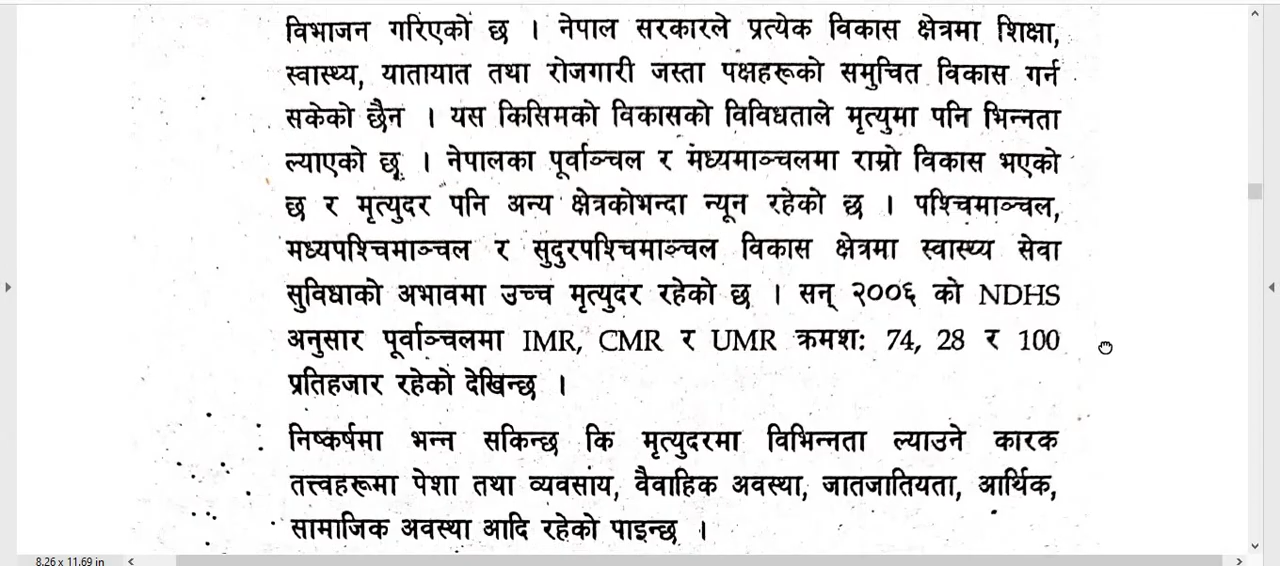 विभाजन गरिएको छ । नेपाल सरकारले प्रत्येक विकास क्षेत्रमा शिक्षा,
स्वास्थ्य, यातायात तथा रोजगारी जस्ता पक्षहरूको समुचित विकास गर्न
सकेको छैन । यस किसिमको विकासको विविधताले मृत्युमा पनि भिन्नता
ल्याएको छ । नेपालका पूर्वाञ्चल र मध्यमाञ्चलमा राम्रो विकास भएको
छ र मृत्युदर पनि अन्य क्षेत्रकोभन्दा न्यून रहेको छ । पश्चिमाञ्चल,
मध्यपश्चिमाञ्चल र सुदुरपश्चिमाञ्चल विकास क्षेत्रमा स्वास्थ्य सेवा
सुविधाको अभावमा उच्च मृत्युदर रहेको छ । सन् २००६ को NDHS
अनुसार पूर्वाञ्चलमा IMR, CMR र UMR क्रमश: 74, 28 र 100
प्रतिहजार रहेको देखिन्छ ।
निष्कर्षमा भन्न सकिन्छ कि मृत्युदरमा विभिन्नता ल्याउने कारक
तत्त्वहरूमा पेशा तथा व्यवसाय, वैवाहिक अवस्था, जातजातियता, आर्थिक,
सामाजिक अवस्था आदि रहेको पाइन्छ ।
8.26 x 11.69 in